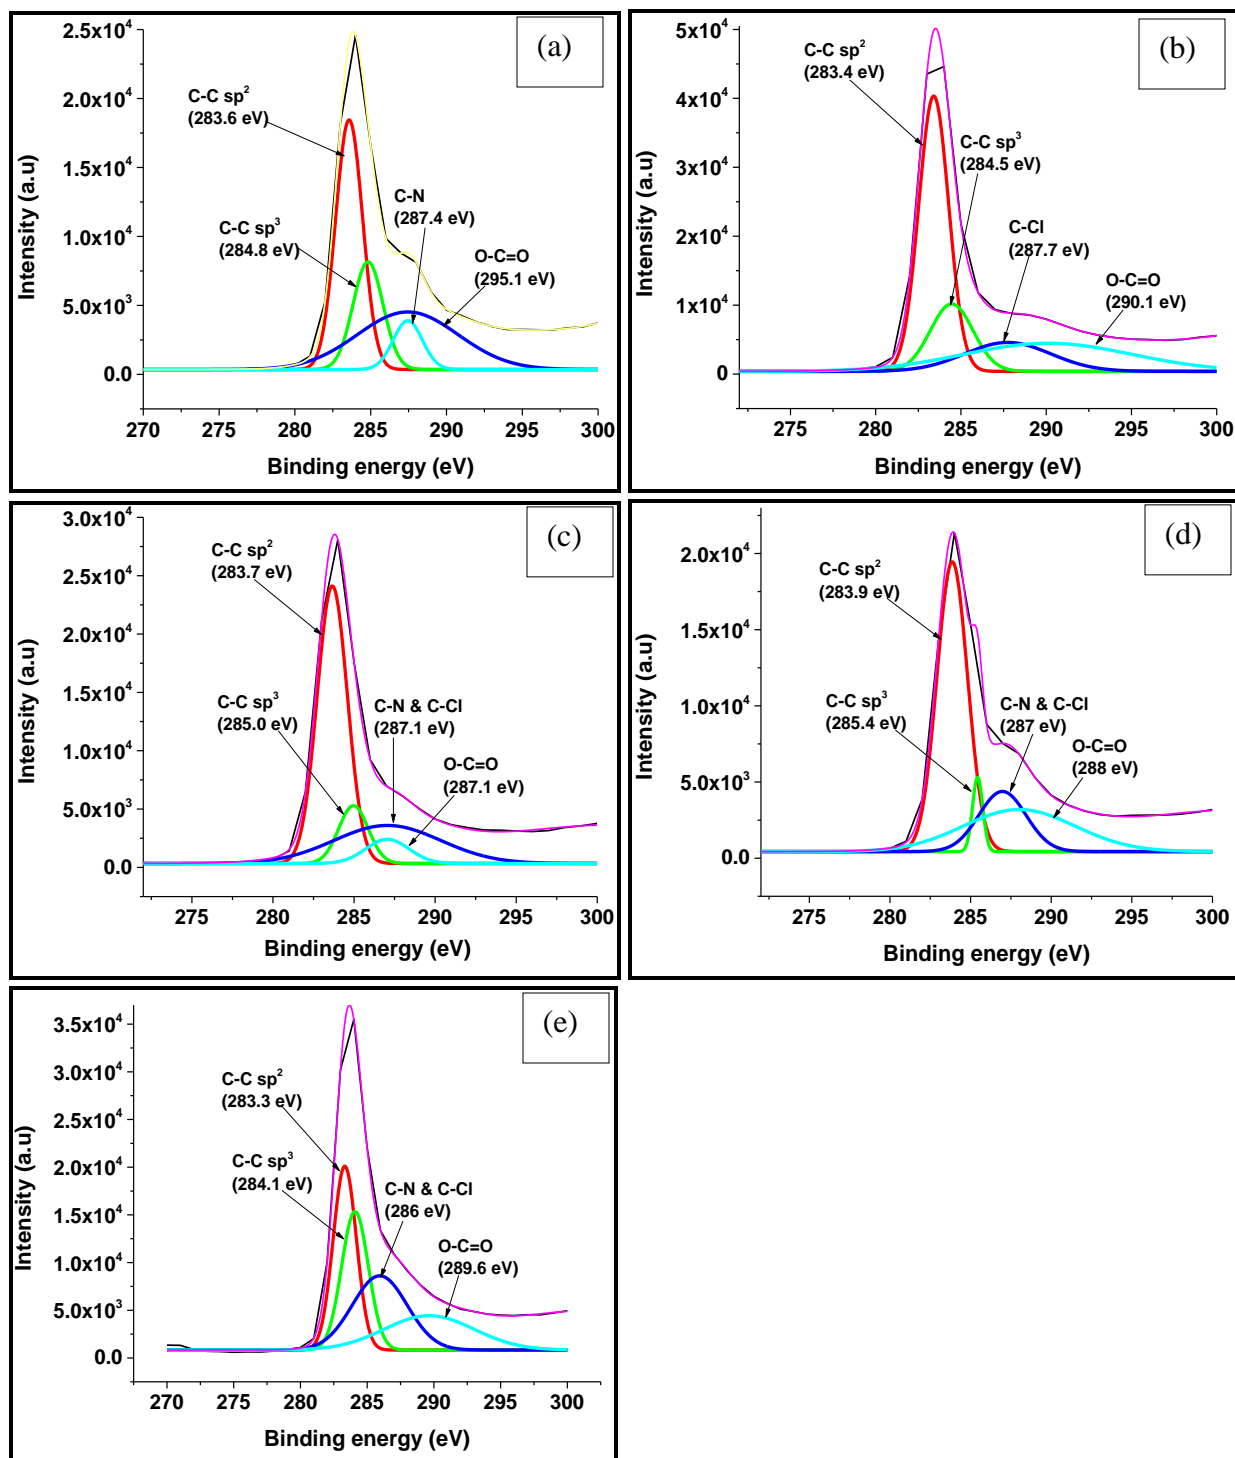 (a)
2.5x10⁴
2.0x10⁴
1.5x10⁴
1.0x10⁴
5.0x10³
0.0
Intensity (a.u)
C-C sp²
(283.6 eV)
C-C sp³
(284.8 eV)
C-N
(287.4 eV)
O-C=O
(295.1 eV)
270 275 280 285 290 295 300
Binding energy (eV)
(b)
5x10⁴
4x10⁴
3x10⁴
2x10⁴
1x10⁴
0
Intensity (a.u)
C-C sp²
(283.4 eV)
C-C sp³
284.5 eV)
C-Cl
(287.7 eV)
O-C=O
(290.1 eV)
275 280 285 290 295 300
Binding energy (eV)
(c)
3.0x10⁴
2.5x10⁴
2.0x10⁴
1.5x10⁴
1.0x10⁴
5.0x10³
0.0
Intensity (a.u)
C-C sp²
(283.7 eV)
C-C sp³
(285.0 eV)
C-N & C-Cl
(287.1 eV)
O-C=O
(287.1 eV)
275 280 285 290 295 300
Binding energy (eV)
(d)
2.0x10⁴
1.5x10⁴
1.0x10⁴
5.0x10³
0.0
Intensity (a.u)
C-C sp²
(283.9 eV)
C-C sp³
(285.4 eV)
C-N & C-Cl
(287 eV)
O-C=O
(288 eV)
275 280 285 290 295 300
Binding energy (eV)
(e)
3.5x10⁴
3.0x10⁴
2.5x10⁴
2.0x10⁴
1.5x10⁴
1.0x10⁴
5.0x10³
0.0
Intensity (a.u)
C-C sp²
(283.3 eV)
C-C sp³
(284.1 eV)
C-N & C-Cl
(286 eV)
O-C=O
(289.6 eV)
270 275 280 285 290 295 300
Binding energy (eV)